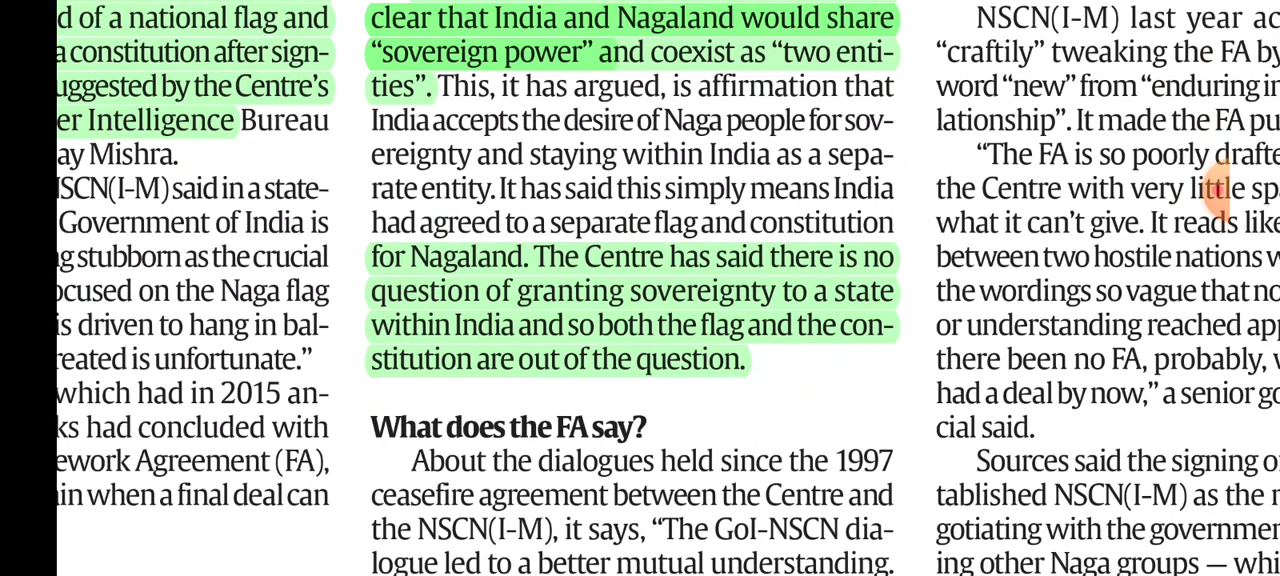 d of a national flag and
a constitution after sign-
uggested by the Centre's
er Intelligence Bureau
ay Mishra.
NSCN(I-M) said in a state-
Government of India is
g stubborn as the crucial
ocused on the Naga flag
is driven to hang in bal-
reated is unfortunate.”
which had in 2015 an-
ks had concluded with
ework Agreement (FA),
in when a final deal can
clear that India and Nagaland would share
“sovereign power” and coexist as “two enti-
ties”. This, it has argued, is affirmation that
India accepts the desire of Naga people for sov-
ereignty and staying within India as a sepa-
rate entity. It has said this simply means India
had agreed to a separate flag and constitution
for Nagaland. The Centre has said there is no
question of granting sovereignty to a state
within India and so both the flag and the con-
stitution are out of the question.
What does the FA say?
About the dialogues held since the 1997
ceasefire agreement between the Centre and
the NSCN(I-M), it says, “The GoI-NSCN dia-
logue led to a better mutual understanding.
NSCN(I-M) last year ac
“craftily” tweaking the FA by
word “new” from “enduring in
lationship”. It made the FA pu
“The FA is so poorly drafte
the Centre with very little sp
what it can't give. It reads like
between two hostile nations w
the wordings so vague that no
or understanding reached app
there been no FA, probably, w
had a deal by now,” a senior go
cial said.
Sources said the signing o
tablished NSCN(I-M) as the n
gotiating with the governmen
ing other Naga groups — whi